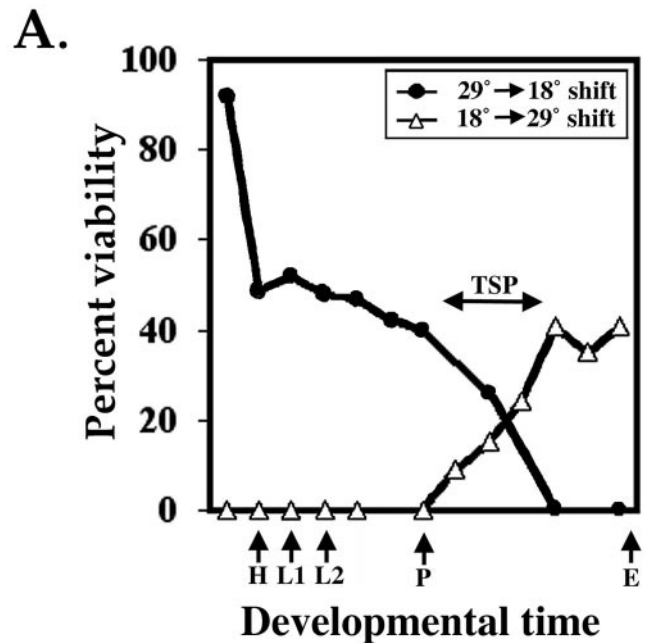 A.
100
80
60
40
20
0
Percent viability
29° → 18° shift
18° → 29° shift
TSP
H L1 L2 P E
Developmental time